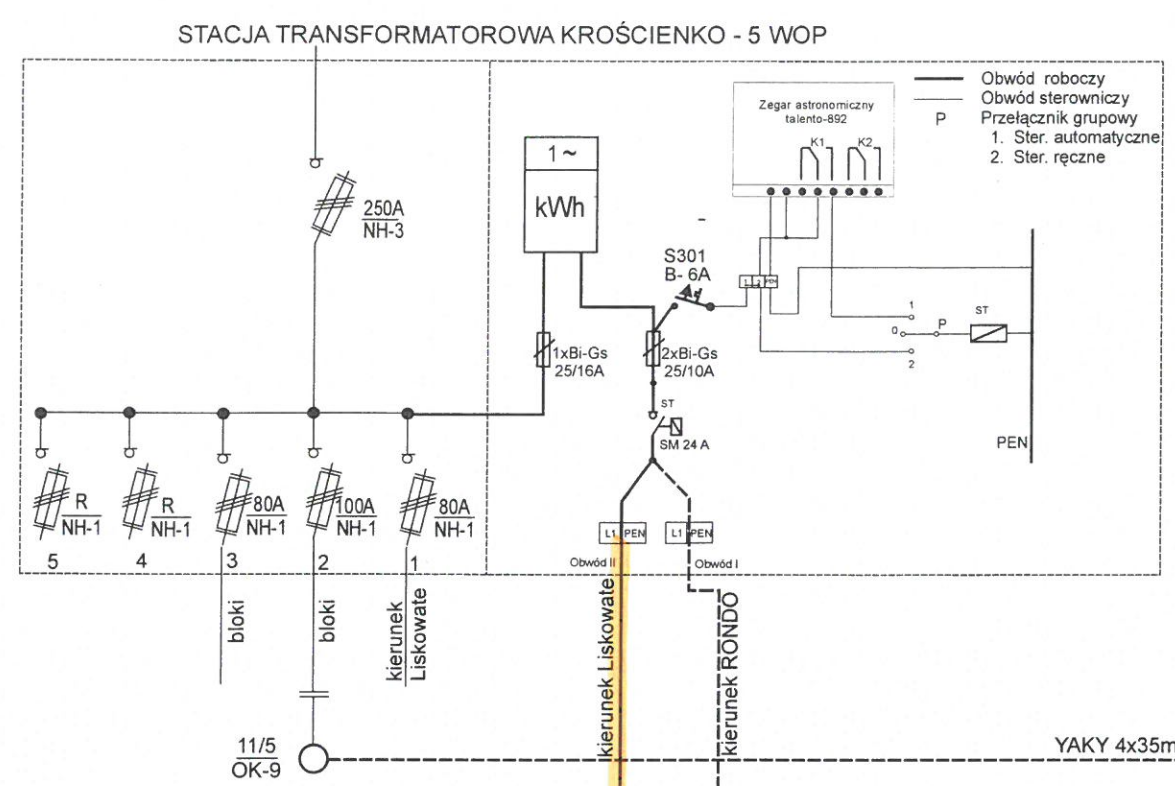 STACJA TRANSFORMATOROWA KROŚCIENKO - 5 WOP
Obwód roboczy
Obwód sterowniczy
P Przełącznik grupowy
1. Ster. automatyczne
2. Ster. ręczne
Zegar astronomiczny
talento-892
K1
K2
1 ~
kWh
250A
NH-3
S301
B- 6A
PEN
1
0
2
P
ST
1xBi-Gs
25/16A
2xBi-Gs
25/10A
ST
SM 24 A
PEN
R
NH-1
R
NH-1
80A
NH-1
100A
NH-1
80A
NH-1
L1 PEN
L1 PEN
5
4
3
2
1
Obwód II
Obwód I
bloki
bloki
kierunek
Liskowate
kierunek Liskowate
kierunek RONDO
11/5
OK-9
YAKY 4x35m